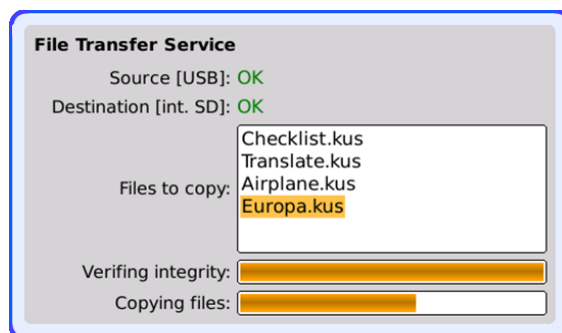 File Transfer Service
Source [USB]: OK
Destination [int. SD]: OK
Files to copy:
Checklist.kus
Translate.kus
Airplane.kus
Europa.kus
Verifing integrity:
Copying files: